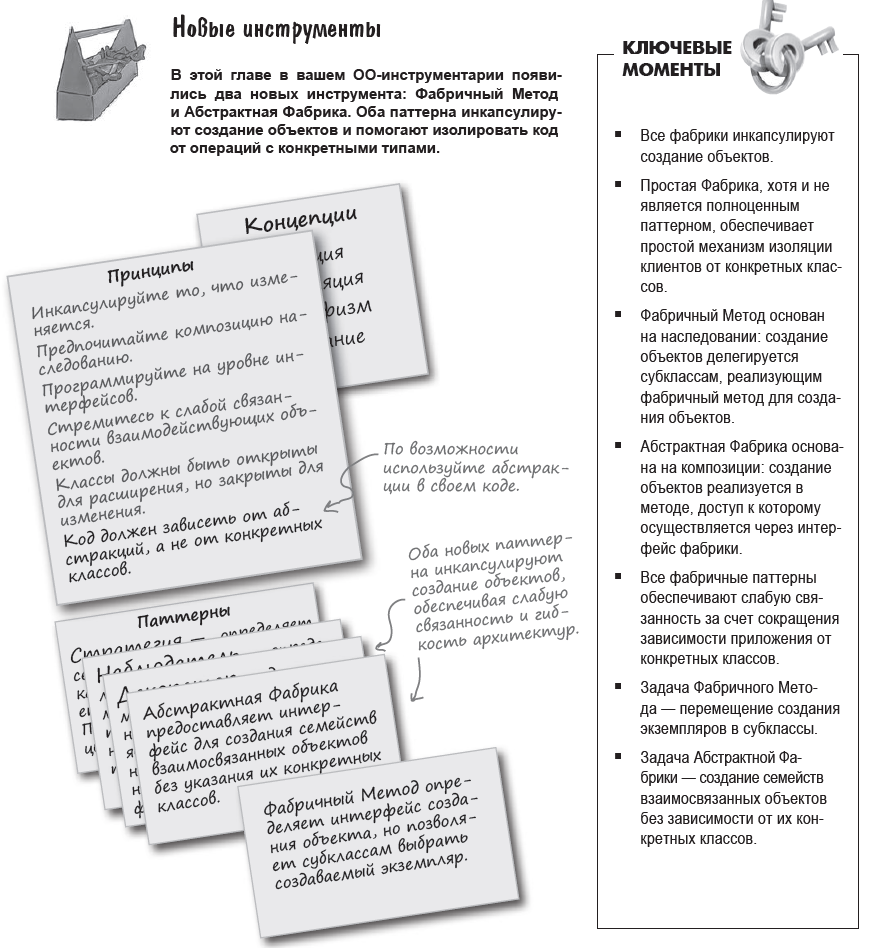 Новые инструменты
В этой главе в вашем ОО-инструментарии появи-
лись два новых инструмента: Фабричный Метод
и Абстрактная Фабрика. Оба паттерна инкапсулиру-
ют создание объектов и помогают изолировать код
от операций с конкретными типами.
Концепции
ция
яция
физм
ание
Принципы
Инкапсулируйте то, что изме-
няется.
Предпочитайте композицию на-
следованию.
Программируйте на уровне ин-
терфейсов.
Стремитесь к слабой связан-
ности взаимодействующих объ-
ектов.
Классы должны быть открыты
для расширения, но закрыты для
изменения.
Код должен зависеть от аб-
стракций, а не от конкретных
классов.
По возможности
используйте абстрак-
ции в своем коде.
Оба новых паттер-
на инкапсулируют
создание объектов,
обеспечивая слабую
связанность и гиб-
кость архитектур.
Паттерны
Стратегия — определяет
Наблюдатель
Абстрактная Фабрика
предоставляет интер-
фейс для создания семейств
взаимосвязанных объектов
без указания их конкретных
классов.
Фабричный Метод опре-
деляет интерфейс созда-
ния объекта, но позволя-
ет субклассам выбрать
создаваемый экземпляр.
КЛЮЧЕВЫЕ
МОМЕНТЫ
▪ Все фабрики инкапсулируют
создание объектов.
▪ Простая Фабрика, хотя и не
является полноценным
паттерном, обеспечивает
простой механизм изоляции
клиентов от конкретных клас-
сов.
▪ Фабричный Метод основан
на наследовании: создание
объектов делегируется
субклассам, реализующим
фабричный метод для созда-
ния объектов.
▪ Абстрактная Фабрика основа-
на на композиции: создание
объектов реализуется в
методе, доступ к которому
осуществляется через интер-
фейс фабрики.
▪ Все фабричные паттерны
обеспечивают слабую свя-
занность за счет сокращения
зависимости приложения от
конкретных классов.
▪ Задача Фабричного Мето-
да — перемещение создания
экземпляров в субклассы.
▪ Задача Абстрактной Фа-
брики — создание семейств
взаимосвязанных объектов
без зависимости от их кон-
кретных классов.